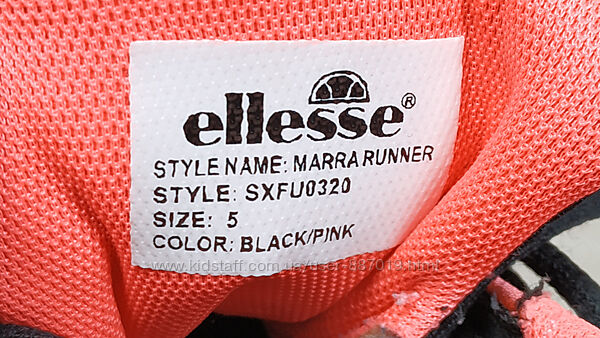 ellesse®
STYLE NAME: MARRA RUNNER
STYLE: SXFU0320
SIZE: 5
COLOR: BLACK/PINK